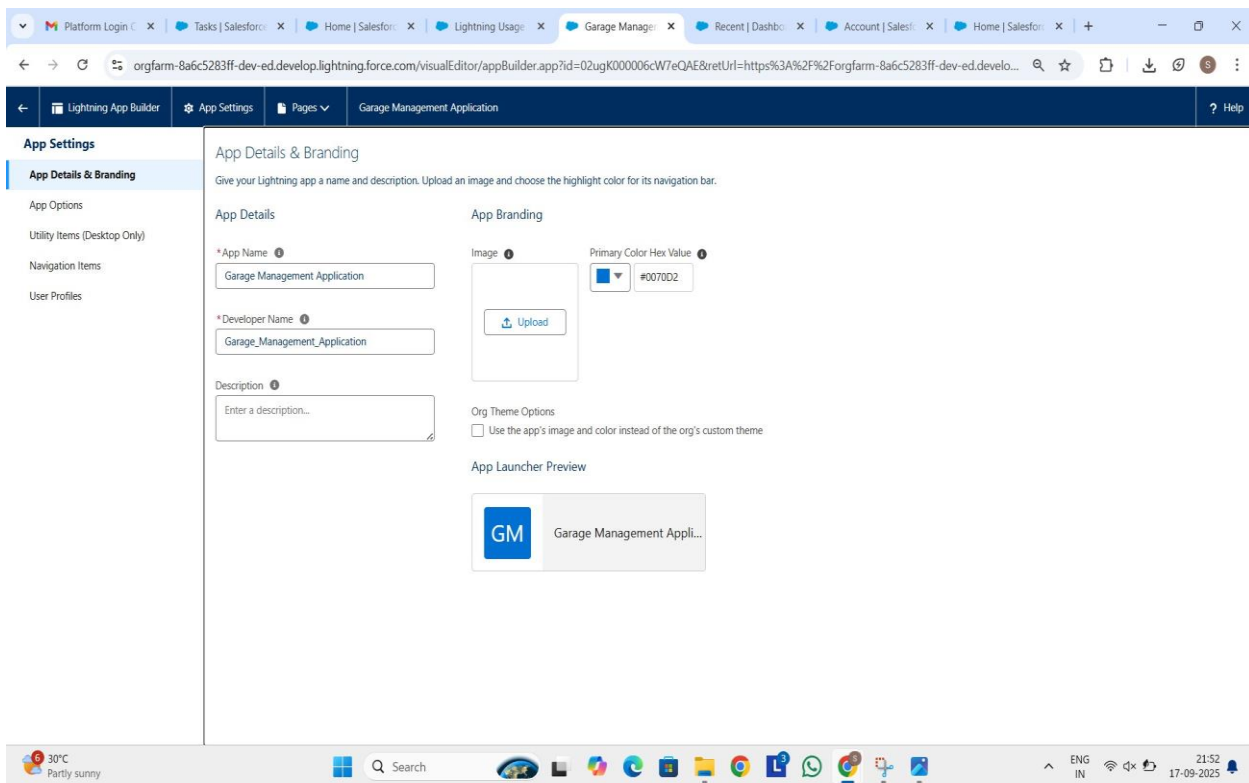 Platform Login C
Tasks | Salesforce
Home | Salesforc
Lightning Usage
Garage Manager
Recent | Dashbo
Account | Salesfo
Home | Salesforc
orgfarm-8a6c5283ff-dev-ed.develop.lightning.force.com/visualEditor/appBuilder.app?id=02ugK000006cW7eQAE&retUrl=https%3A%2F%2Forgfarm-8a6c5283ff-dev-ed.develo...
S
Lightning App Builder
App Settings
Pages
Garage Management Application
? Help
App Settings
App Details & Branding
App Options
Utility Items (Desktop Only)
Navigation Items
User Profiles
App Details & Branding
Give your Lightning app a name and description. Upload an image and choose the highlight color for its navigation bar.
App Details
*App Name
Garage Management Application
*Developer Name
Garage_Management_Application
Description
Enter a description...
App Branding
Image
Primary Color Hex Value
#0070D2
Upload
Org Theme Options
Use the app's image and color instead of the org's custom theme
App Launcher Preview
GM
Garage Management Appli...
6
30°C
Partly sunny
Search
3
ENG
IN
21:52
17-09-2025